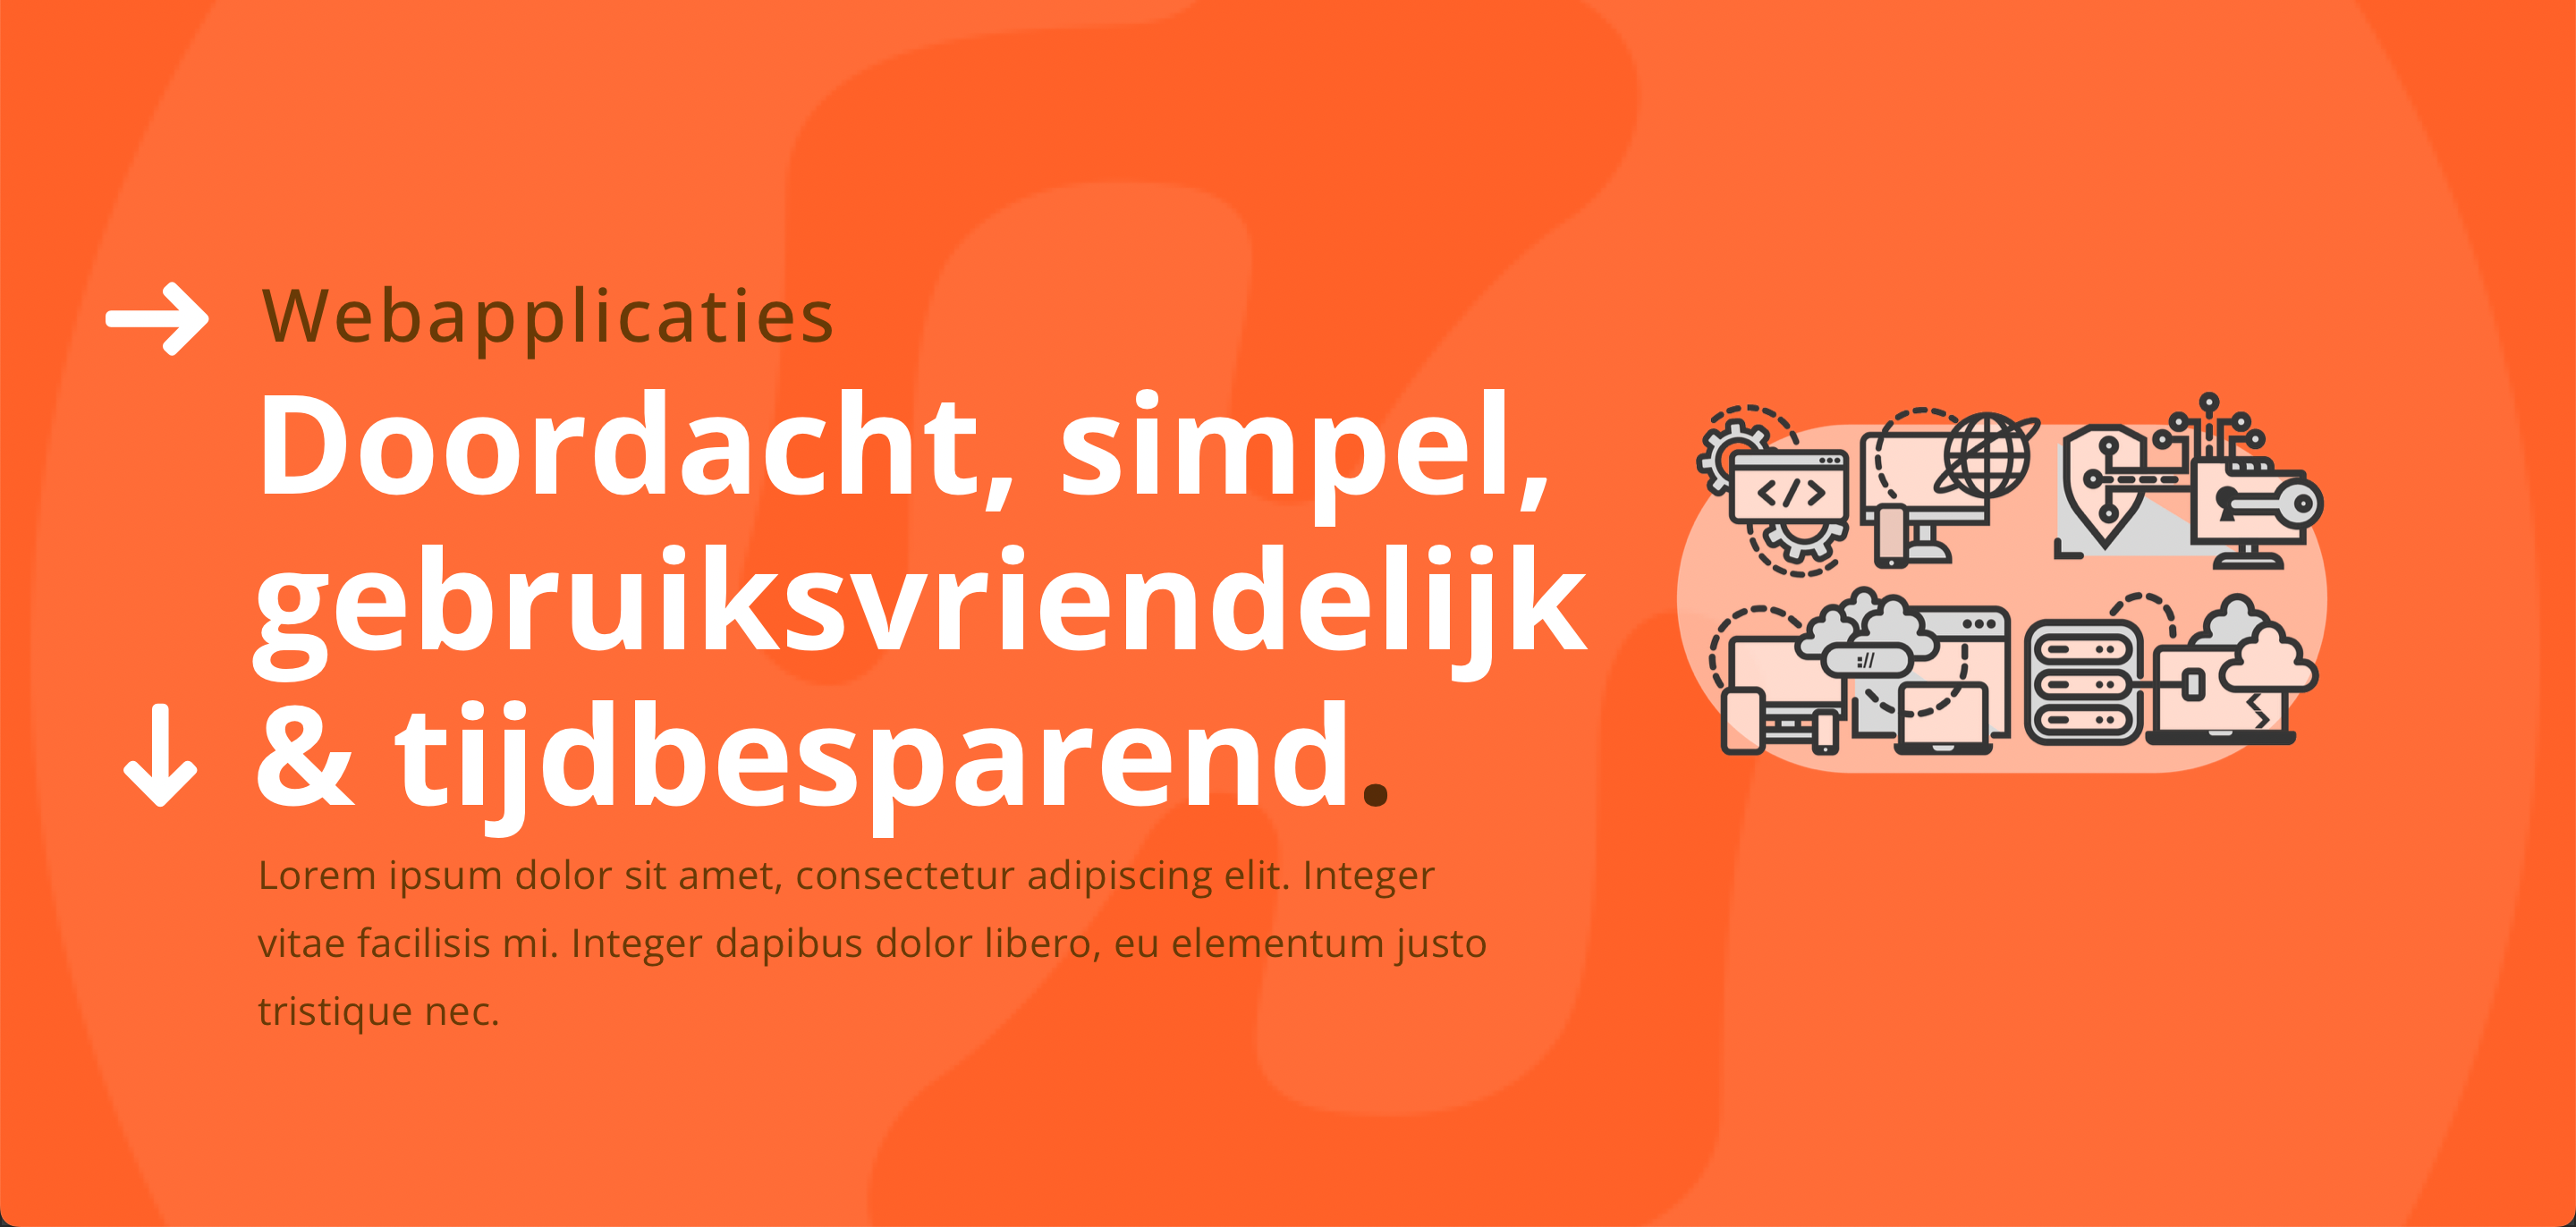 Webapplicaties
Doordacht, simpel,
gebruiksvriendelijk
& tijdbesparend.
Lorem ipsum dolor sit amet, consectetur adipiscing elit. Integer
vitae facilisis mi. Integer dapibus dolor libero, eu elementum justo
tristique nec.
</>
://